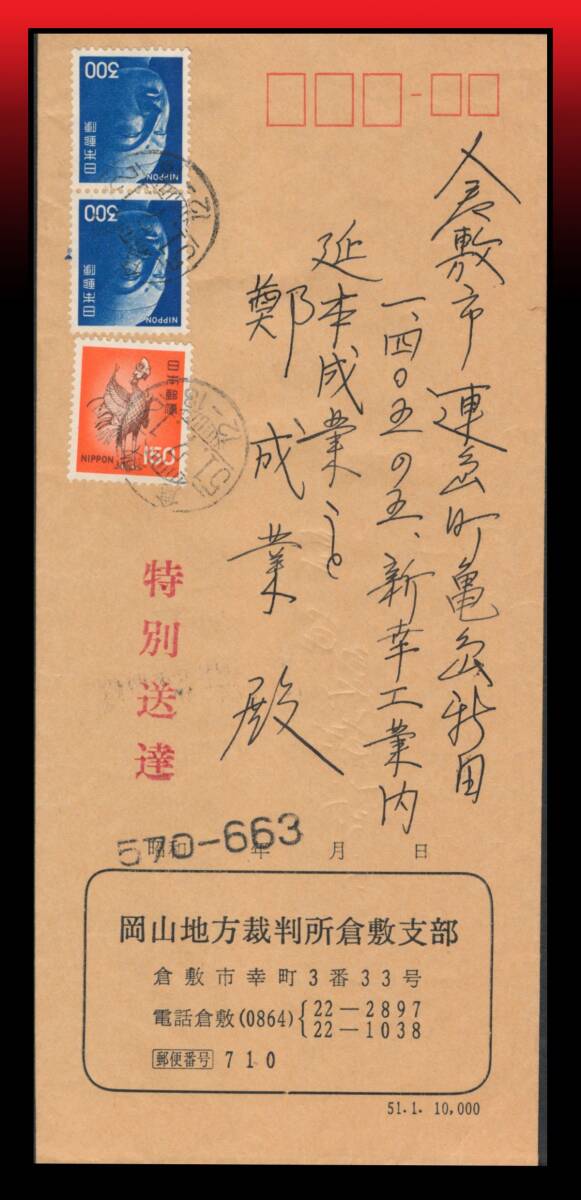 倉敷市連島町亀島新田
一、四〇五の五、新幸工業内
延本成業こと
鄭成業殿
300
日本郵便
NIPPON
300
日本郵便
NIPPON
日本郵便
NIPPON 150
特別送達
570-663
昭和 年 月 日
岡山地方裁判所倉敷支部
倉敷市幸町3番33号
電話倉敷(0864){22-2897
22-1038
郵便番号 710
51.1. 10,000